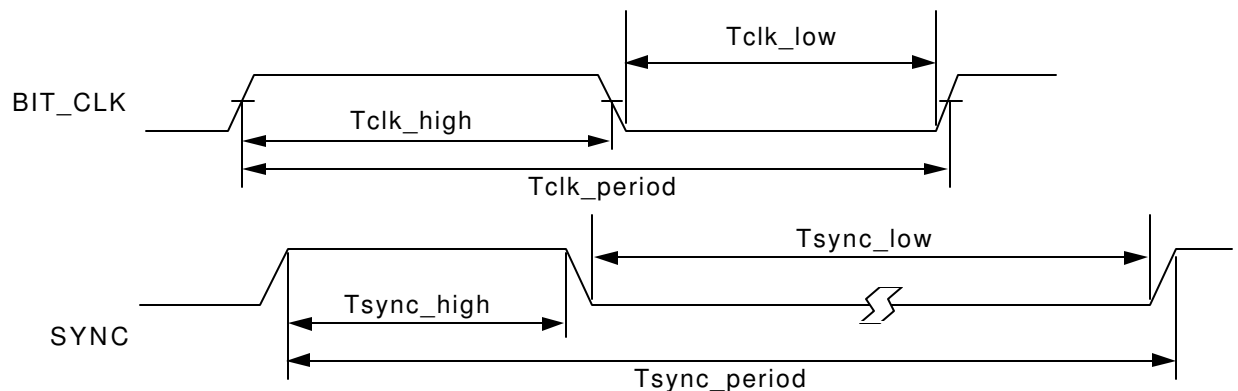 Tclk_low
BIT_CLK
Tclk_high
Tclk_period
Tsync_low
Tsync_high
SYNC
Tsync_period